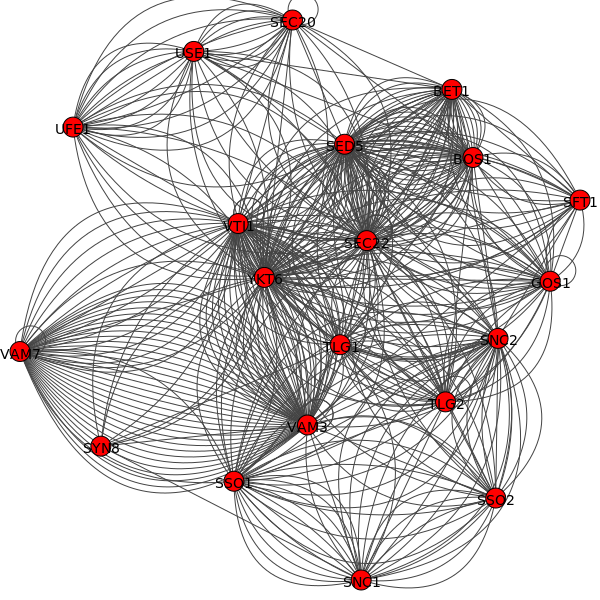 SEC20
USE1
BET1
UFE1
SED5
BOS1
SFT1
VTI1
SEC22
YKT6
GOS1
SNC2
TLG1
VAM7
TLG2
VAM3
SYN8
SSO1
SSO2
SNC1